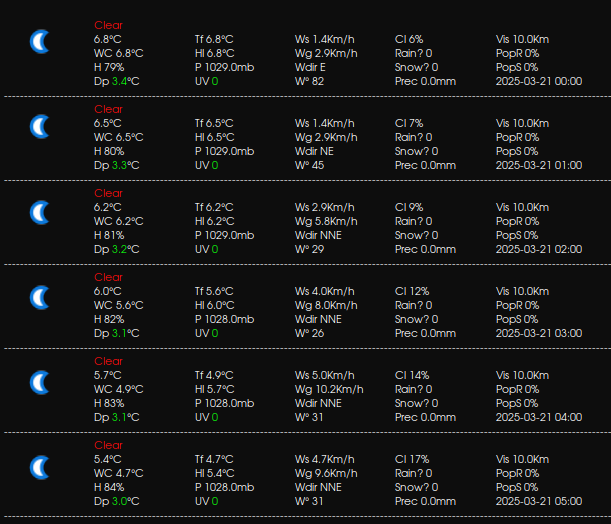 Clear
6.8°C Tf 6.8°C Ws 1.4Km/h Cl 6% Vis 10.0Km
WC 6.8°C HI 6.8°C Wg 2.9Km/h Rain? 0 PopR 0%
H 79% P 1029.0mb Wdir E Snow? 0 PopS 0%
Dp 3.4°C UV 0 W° 82 Prec 0.0mm 2025-03-21 00:00
Clear
6.5°C Tf 6.5°C Ws 1.4Km/h Cl 7% Vis 10.0Km
WC 6.5°C HI 6.5°C Wg 2.9Km/h Rain? 0 PopR 0%
H 80% P 1029.0mb Wdir NE Snow? 0 PopS 0%
Dp 3.3°C UV 0 W° 45 Prec 0.0mm 2025-03-21 01:00
Clear
6.2°C Tf 6.2°C Ws 2.9Km/h Cl 9% Vis 10.0Km
WC 6.2°C HI 6.2°C Wg 5.8Km/h Rain? 0 PopR 0%
H 81% P 1029.0mb Wdir NNE Snow? 0 PopS 0%
Dp 3.2°C UV 0 W° 29 Prec 0.0mm 2025-03-21 02:00
Clear
6.0°C Tf 5.6°C Ws 4.0Km/h Cl 12% Vis 10.0Km
WC 5.6°C HI 6.0°C Wg 8.0Km/h Rain? 0 PopR 0%
H 82% P 1028.0mb Wdir NNE Snow? 0 PopS 0%
Dp 3.1°C UV 0 W° 26 Prec 0.0mm 2025-03-21 03:00
Clear
5.7°C Tf 4.9°C Ws 5.0Km/h Cl 14% Vis 10.0Km
WC 4.9°C HI 5.7°C Wg 10.2Km/h Rain? 0 PopR 0%
H 83% P 1028.0mb Wdir NNE Snow? 0 PopS 0%
Dp 3.1°C UV 0 W° 31 Prec 0.0mm 2025-03-21 04:00
Clear
5.4°C Tf 4.7°C Ws 4.7Km/h Cl 17% Vis 10.0Km
WC 4.7°C HI 5.4°C Wg 9.6Km/h Rain? 0 PopR 0%
H 84% P 1028.0mb Wdir NNE Snow? 0 PopS 0%
Dp 3.0°C UV 0 W° 31 Prec 0.0mm 2025-03-21 05:00